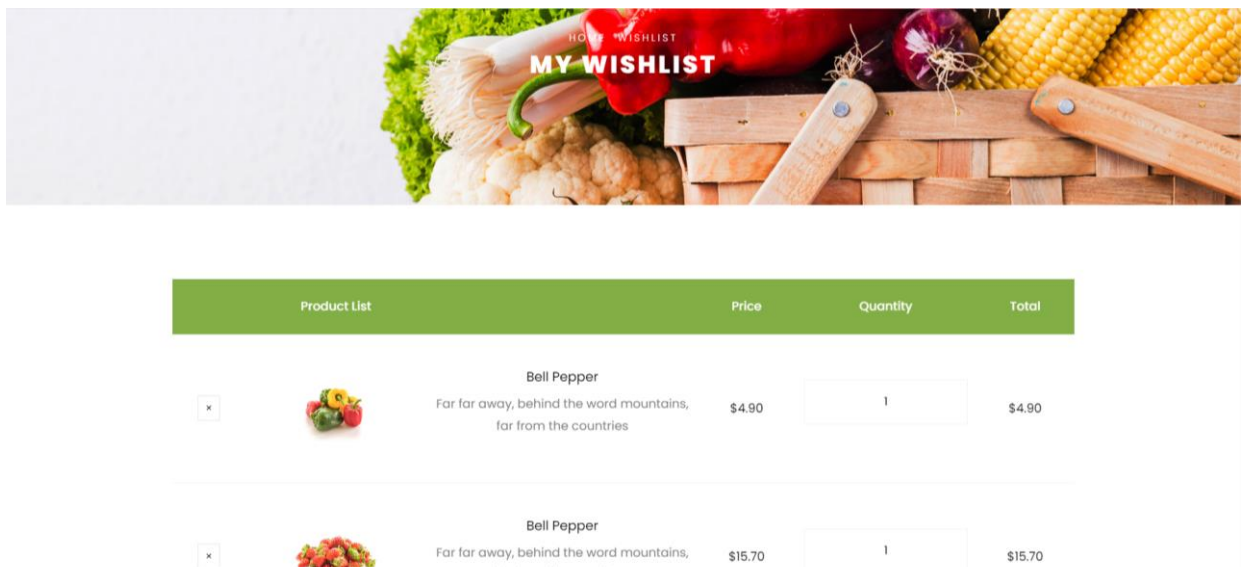 HOME WISHLIST
MY WISHLIST
Product List Price Quantity Total
Bell Pepper
× Far far away, behind the word mountains, $4.90 1 $4.90
far from the countries
Bell Pepper
× Far far away, behind the word mountains, $15.70 1 $15.70